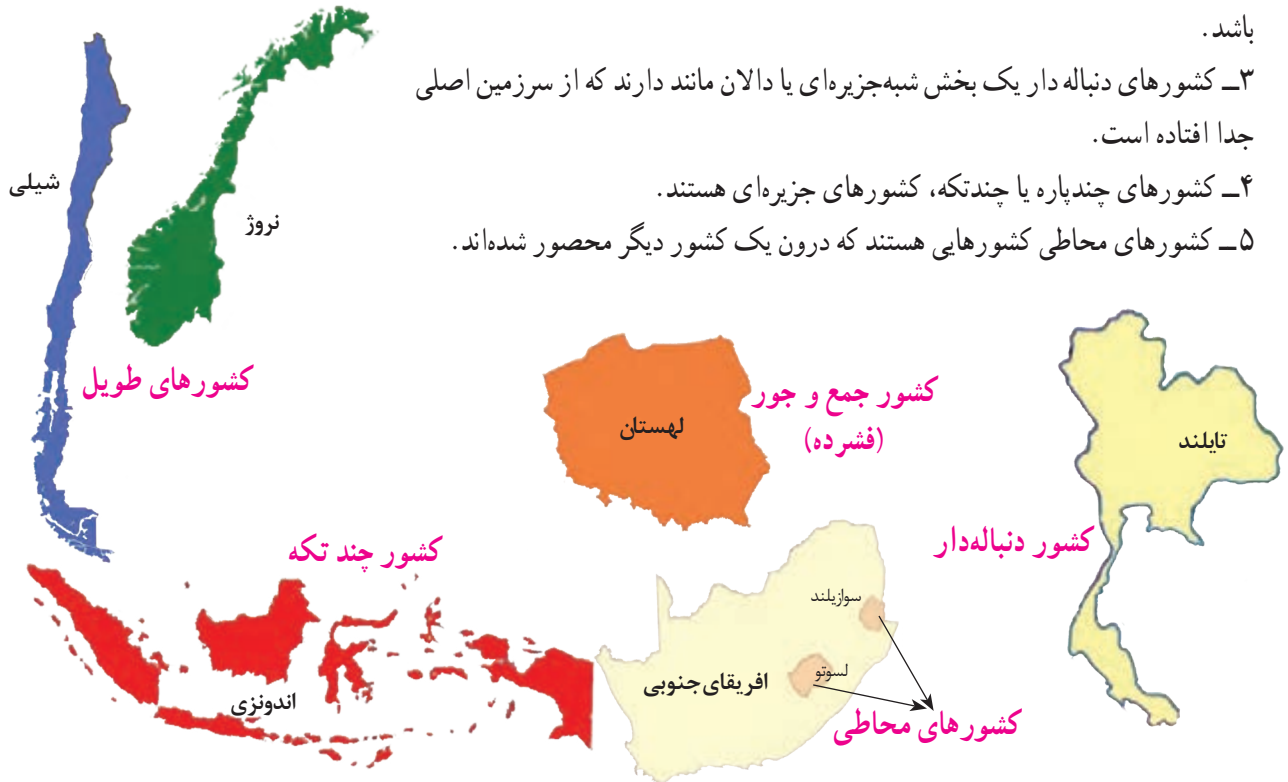 باشد.
۳ــ کشورهای دنباله دار یک بخش شبه‌جزیره‌ای یا دالان مانند دارند که از سرزمین اصلی
جدا افتاده است.
۴ــ کشورهای چندپاره یا چندتکه، کشورهای جزیره‌ای هستند.
۵ــ کشورهای محاطی کشورهایی هستند که درون یک کشور دیگر محصور شده‌اند.
شیلی
نروژ
کشورهای طویل
لهستان
کشور جمع و جور
(فشرده)
تایلند
کشور دنباله‌دار
کشور چند تکه
اندونزی
سوازیلند
لسوتو
افریقای جنوبی
کشورهای محاطی